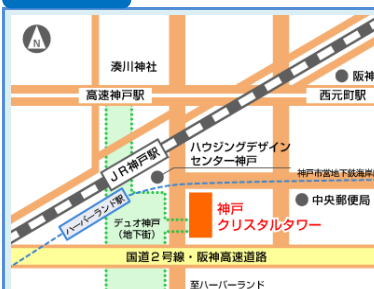 N
湊川神社
阪神
高速神戸駅
西元町駅
JR神戸駅
ハウジングデザイン
センター神戸
神戸市営地下鉄海岸
ハーバーランド駅
中央郵便局
デュオ神戸
(地下街)
神戸
クリスタルタワー
国道2号線・阪神高速道路
至ハーバーランド